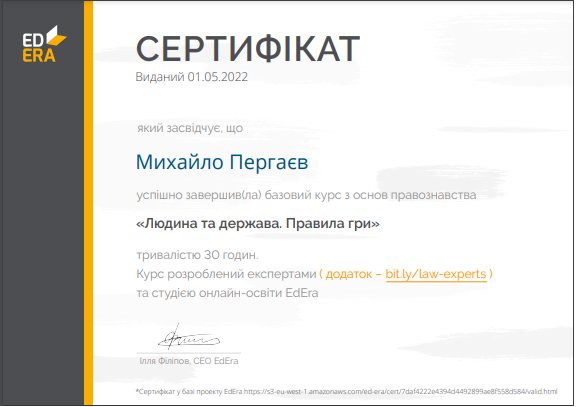 ED
ERA
СЕРТИФІКАТ
Виданий 01.05.2022
який засвідчує, що
Михайло Пергаєв
успішно завершив(ла) базовий курс з основ правознавства
«Людина та держава. Правила гри»
тривалістю 30 годин.
Курс розроблений експертами ( додаток – bit.ly/law-experts )
та студією онлайн-освіти EdEra
Ілля Філіпов, CEO EdEra
*Сертифікат у базі проекту EdEra https://s3-eu-west-1.amazonaws.com/ed-era/cert/7daf4222e4394d4492899ae8f558d584/valid.html